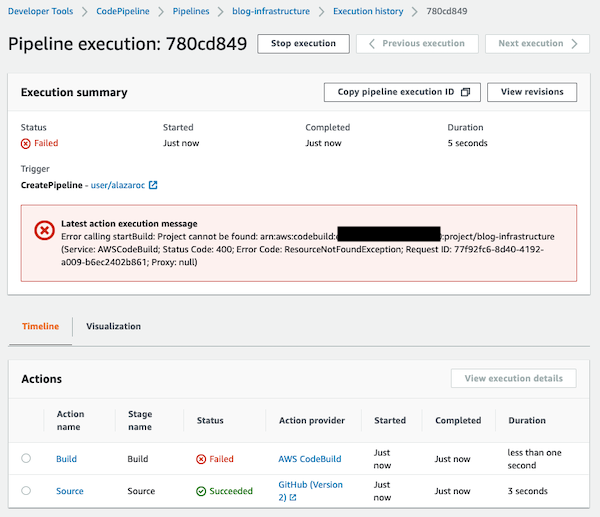 Developer Tools > CodePipeline > Pipelines > blog-infrastructure > Execution history > 780cd849
Pipeline execution: 780cd849 Stop execution Previous execution Next execution
Execution summary Copy pipeline execution ID View revisions
Status Started Completed Duration
Failed Just now Just now 5 seconds
Trigger
CreatePipeline - user/alazaroc
Latest action execution message
Error calling startBuild: Project cannot be found: arn:aws:codebuild: :project/blog-infrastructure
(Service: AWSCodeBuild; Status Code: 400; Error Code: ResourceNotFoundException; Request ID: 77f92fc6-8d40-4192-
a009-b6ec2402b861; Proxy: null)
Timeline Visualization
Actions View execution details
Action name Stage name Status Action provider Started Completed Duration
Build Build Failed AWS CodeBuild Just now Just now less than one second
Source Source Succeeded GitHub (Version 2) Just now Just now 3 seconds